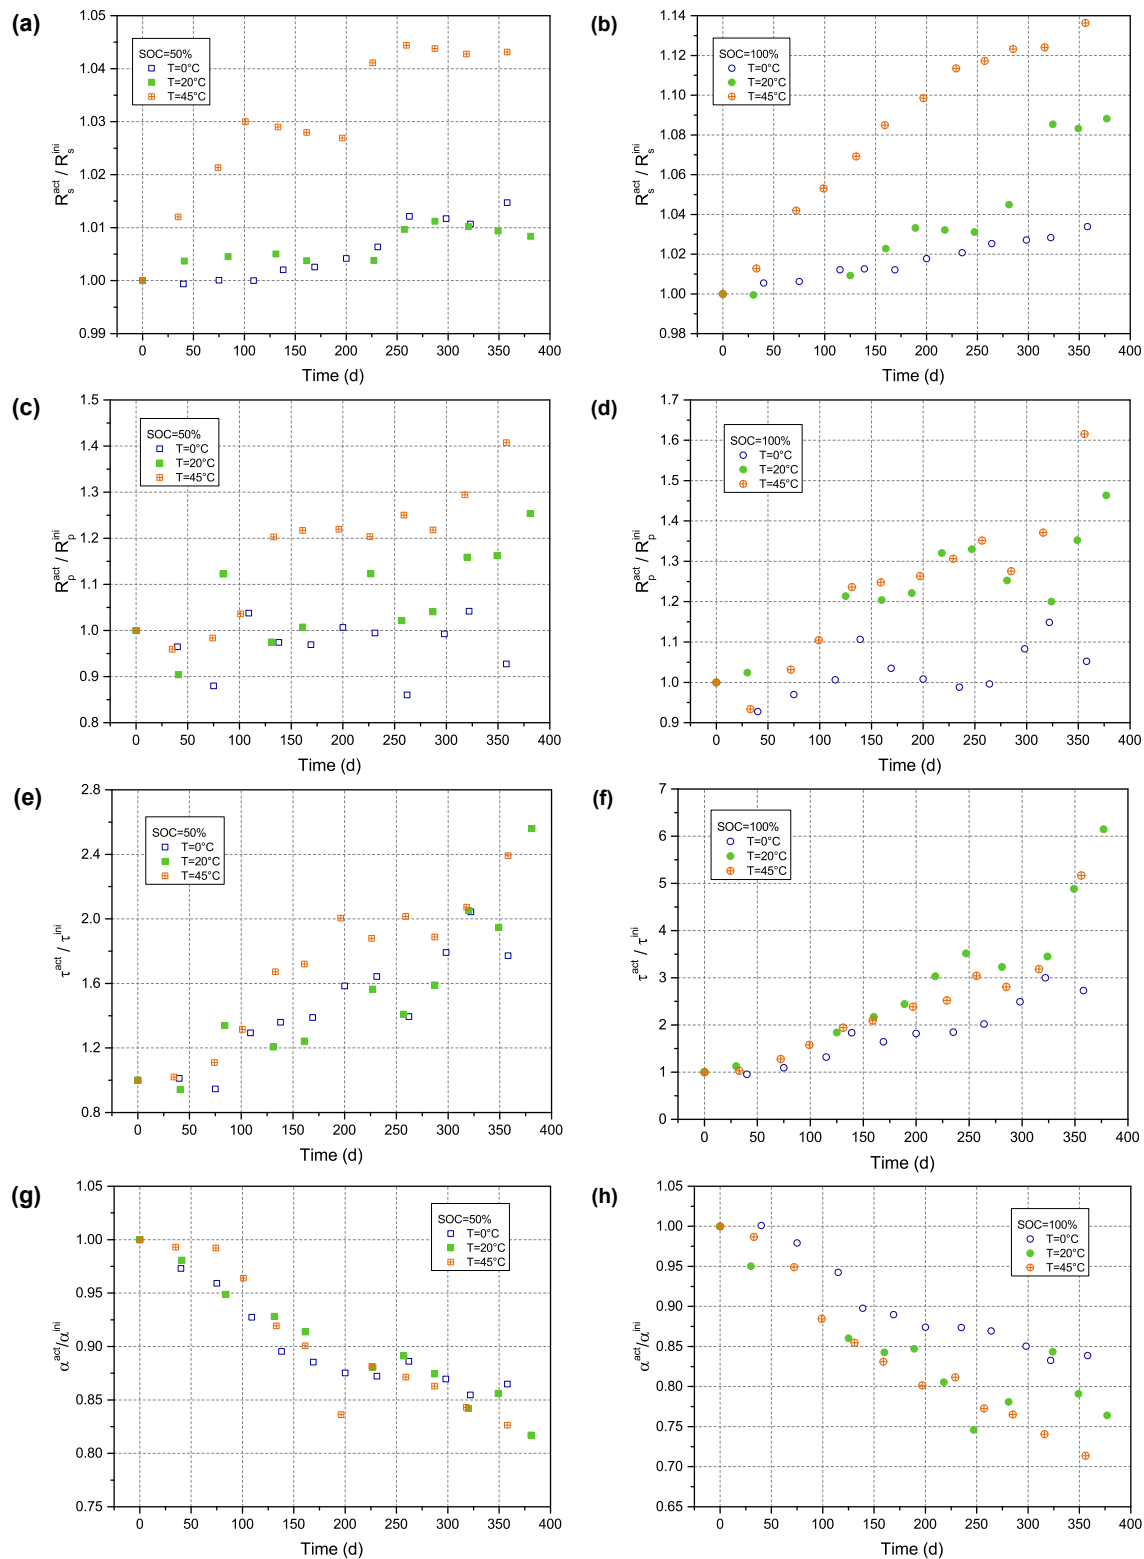 (a)
1.05
1.04
1.03
1.02
1.01
1.00
0.99
R_s^act / R_s^ini
SOC=50%
T=0°C
T=20°C
T=45°C
0 50 100 150 200 250 300 350 400
Time (d)
(b)
1.14
1.12
1.10
1.08
1.06
1.04
1.02
1.00
0.98
R_s^act / R_s^ini
SOC=100%
T=0°C
T=20°C
T=45°C
0 50 100 150 200 250 300 350 400
Time (d)
(c)
1.5
1.4
1.3
1.2
1.1
1.0
0.9
0.8
R_p^act / R_p^ini
SOC=50%
T=0°C
T=20°C
T=45°C
0 50 100 150 200 250 300 350 400
Time (d)
(d)
1.7
1.6
1.5
1.4
1.3
1.2
1.1
1.0
0.9
R_p^act / R_p^ini
SOC=100%
T=0°C
T=20°C
T=45°C
0 50 100 150 200 250 300 350 400
Time (d)
(e)
2.8
2.4
2.0
1.6
1.2
0.8
τ^act / τ^ini
SOC=50%
T=0°C
T=20°C
T=45°C
0 50 100 150 200 250 300 350 400
Time (d)
(f)
7
6
5
4
3
2
1
0
τ^act / τ^ini
SOC=100%
T=0°C
T=20°C
T=45°C
0 50 100 150 200 250 300 350 400
Time (d)
(g)
1.05
1.00
0.95
0.90
0.85
0.80
0.75
α^act/α^ini
SOC=50%
T=0°C
T=20°C
T=45°C
0 50 100 150 200 250 300 350 400
Time (d)
(h)
1.05
1.00
0.95
0.90
0.85
0.80
0.75
0.70
0.65
α^act/α^ini
SOC=100%
T=0°C
T=20°C
T=45°C
0 50 100 150 200 250 300 350 400
Time (d)